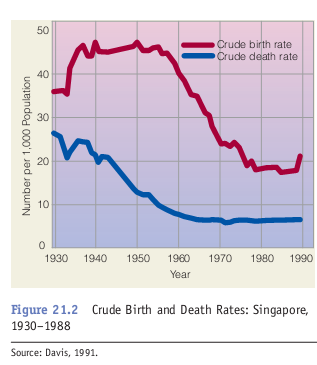 50
Crude birth rate
Crude death rate
40
30
20
10
0
Number per 1,000 Population
1930 1940 1950 1960 1970 1980 1990
Year
Figure 21.2 Crude Birth and Death Rates: Singapore,
1930–1988
Source: Davis, 1991.